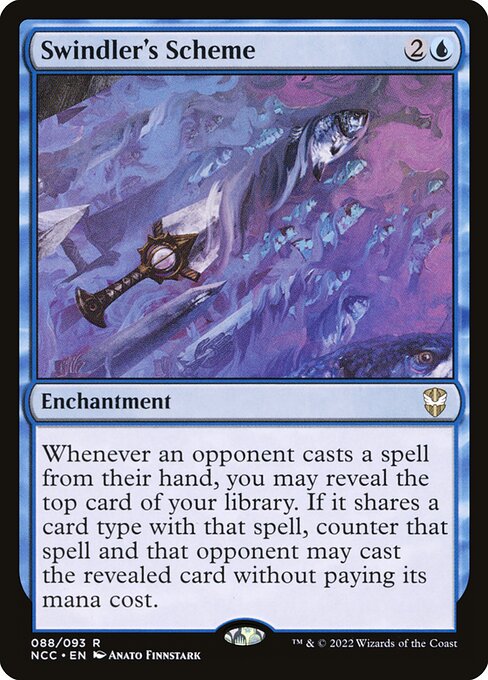 Swindler's Scheme 2
Enchantment
Whenever an opponent casts a spell
from their hand, you may reveal the
top card of your library. If it shares a
card type with that spell, counter that
spell and that opponent may cast
the revealed card without paying its
mana cost.
088/093 R
NCC • EN Anato Finnstark
™ & © 2022 Wizards of the Coast